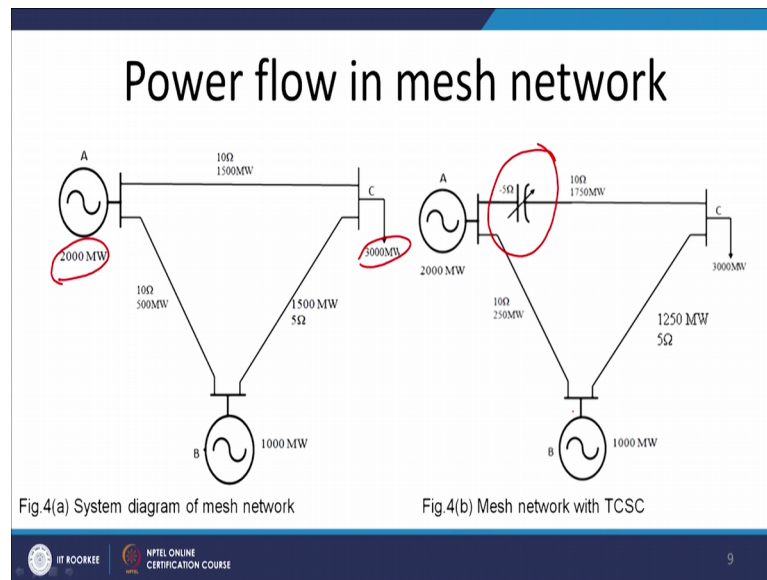 Power flow in mesh network
A
10Ω
1500MW
C
2000 MW
3000MW
10Ω
500MW
1500 MW
5Ω
B
1000 MW
Fig.4(a) System diagram of mesh network
A
-5Ω
10Ω
1750MW
C
2000 MW
3000MW
10Ω
250MW
1250 MW
5Ω
B
1000 MW
Fig.4(b) Mesh network with TCSC
IIT ROORKEE
NPTEL ONLINE
CERTIFICATION COURSE
9